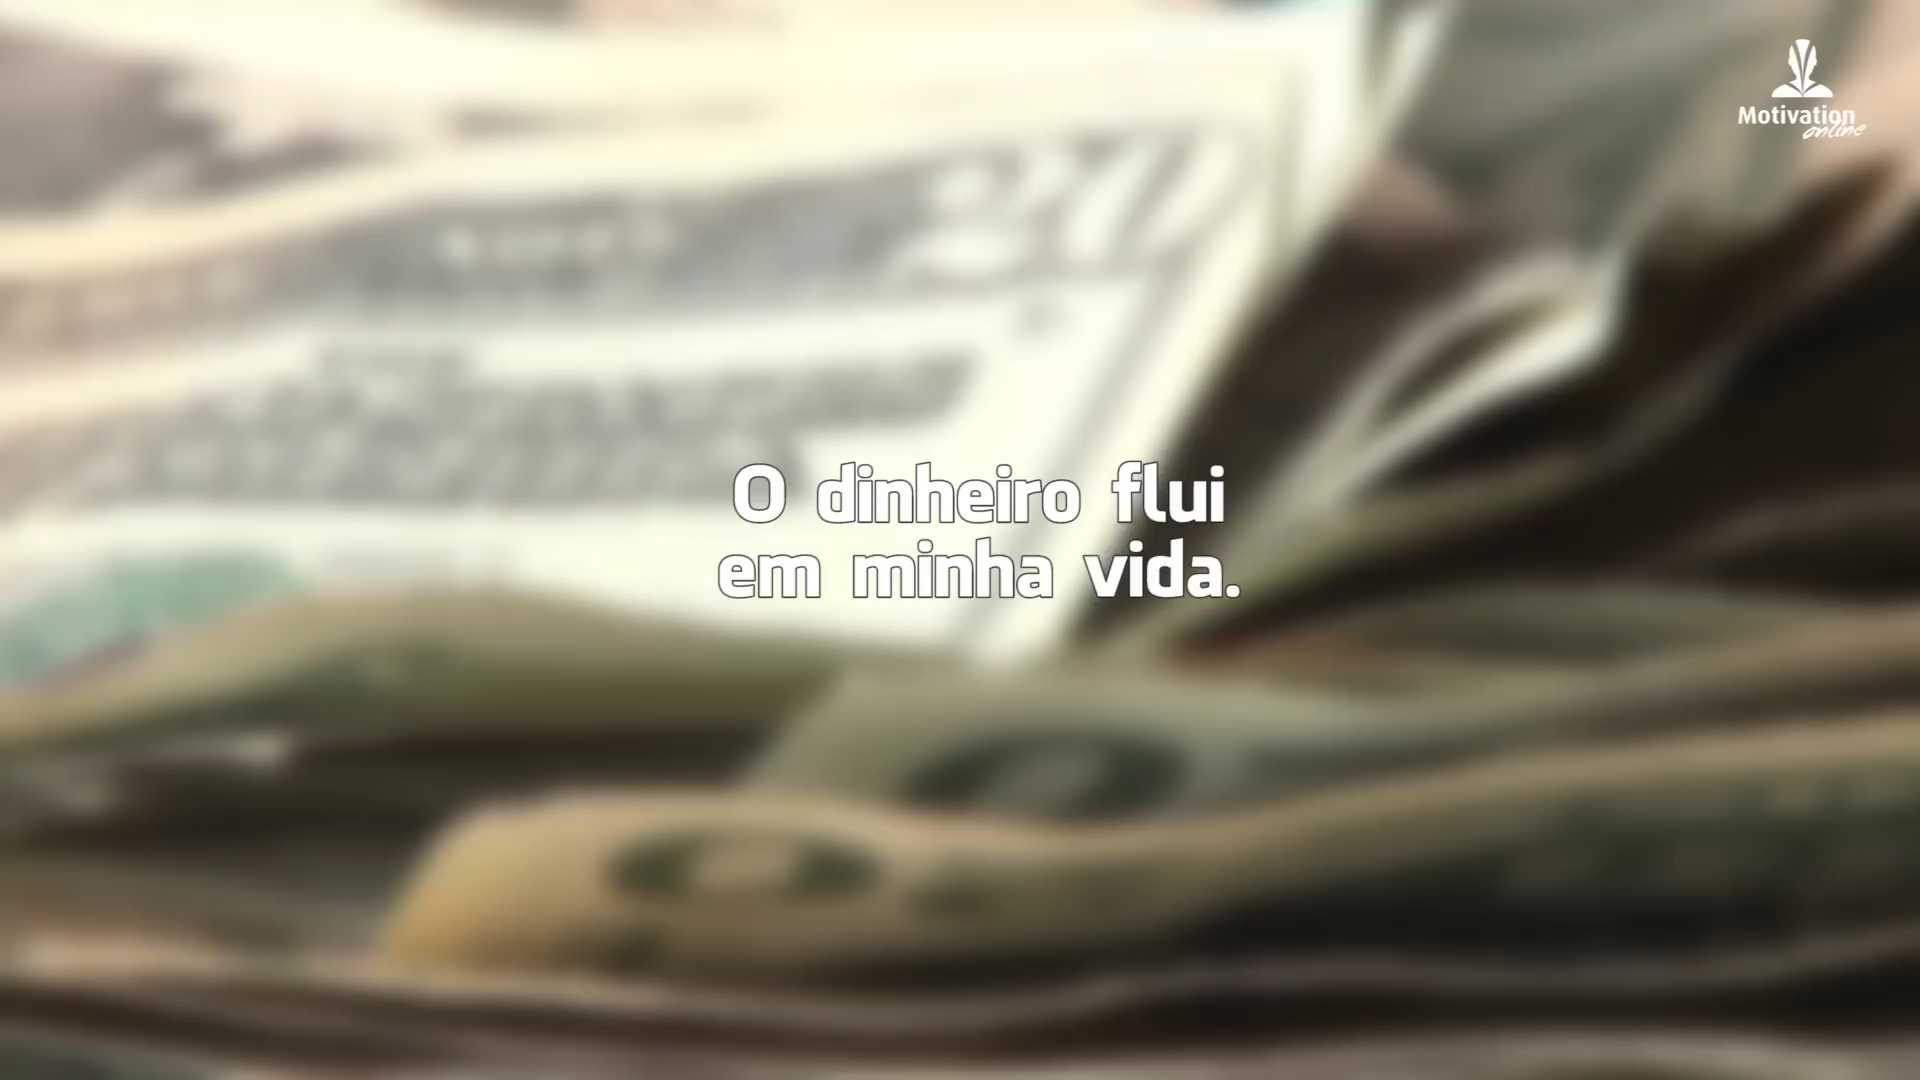 Motivation
online
O dinheiro flui
em minha vida.